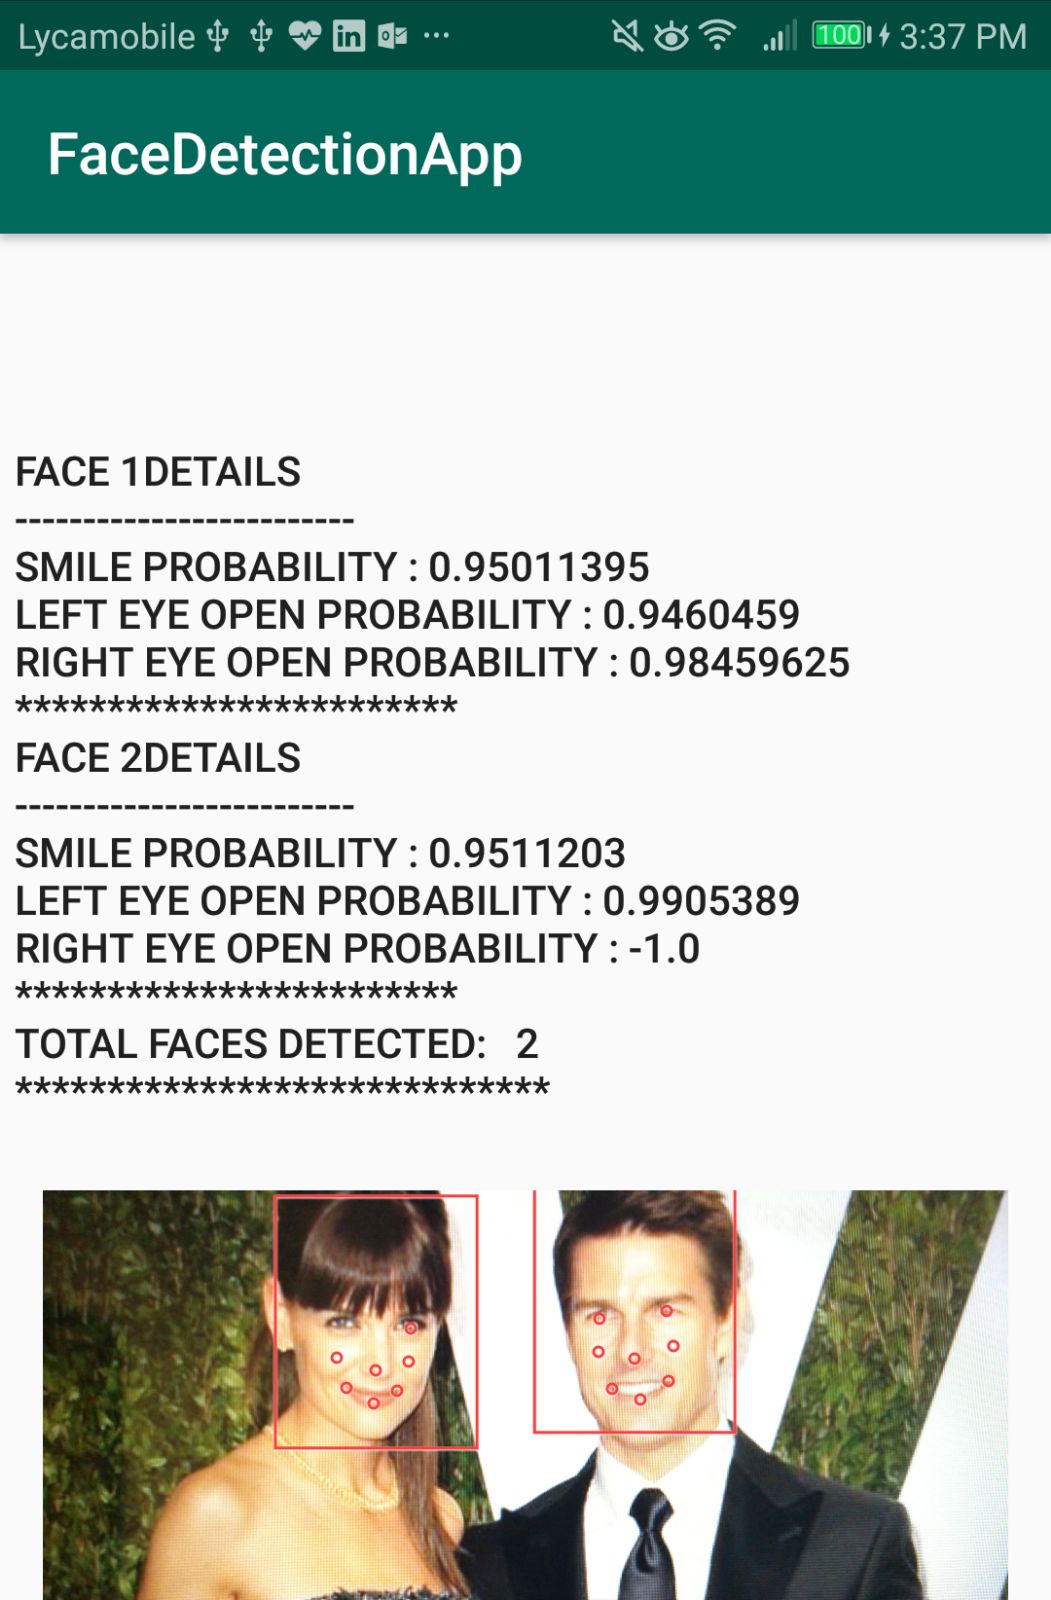 Lycamobile 100 3:37 PM
FaceDetectionApp
FACE 1DETAILS
-------------------------
SMILE PROBABILITY : 0.95011395
LEFT EYE OPEN PROBABILITY : 0.9460459
RIGHT EYE OPEN PROBABILITY : 0.98459625
************************
FACE 2DETAILS
-------------------------
SMILE PROBABILITY : 0.9511203
LEFT EYE OPEN PROBABILITY : 0.9905389
RIGHT EYE OPEN PROBABILITY : -1.0
************************
TOTAL FACES DETECTED:   2
*****************************